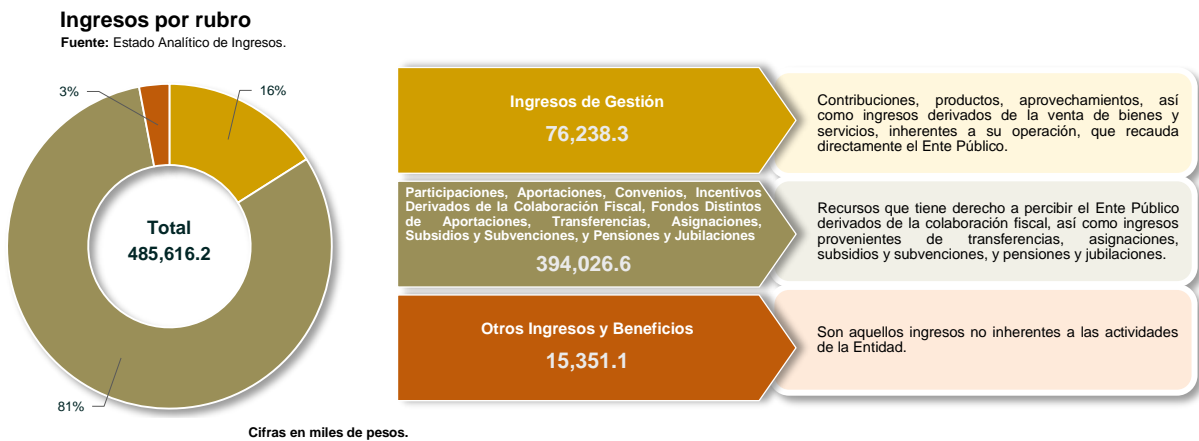 Ingresos por rubro
Fuente: Estado Analítico de Ingresos.
3%
16%
Total
485,616.2
81%
Ingresos de Gestión
76,238.3
Contribuciones, productos, aprovechamientos, así
como ingresos derivados de la venta de bienes y
servicios, inherentes a su operación, que recauda
directamente el Ente Público.
Participaciones, Aportaciones, Convenios, Incentivos
Derivados de la Colaboración Fiscal, Fondos Distintos
de Aportaciones, Transferencias, Asignaciones,
Subsidios y Subvenciones, y Pensiones y Jubilaciones
394,026.6
Recursos que tiene derecho a percibir el Ente Público
derivados de la colaboración fiscal, así como ingresos
provenientes de transferencias, asignaciones,
subsidios y subvenciones, y pensiones y jubilaciones.
Otros Ingresos y Beneficios
15,351.1
Son aquellos ingresos no inherentes a las actividades
de la Entidad.
Cifras en miles de pesos.